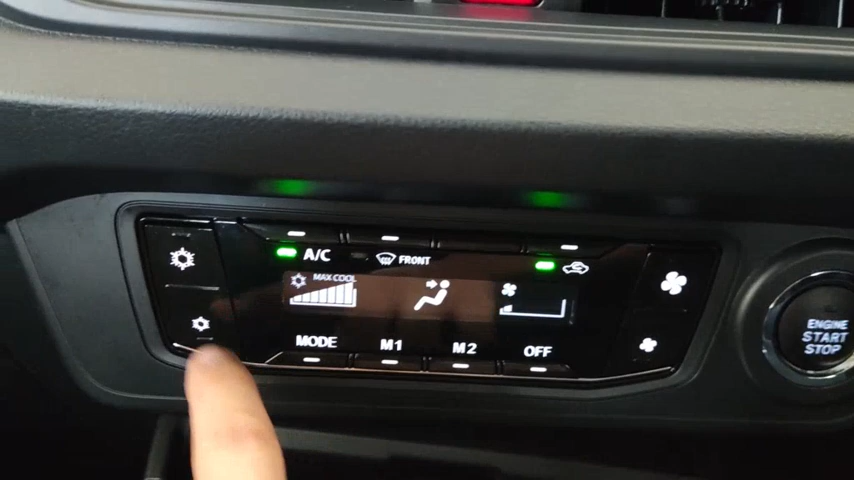 A/C
FRONT
MAX COOL
MODE
M1
M2
OFF
ENGINE
START
STOP